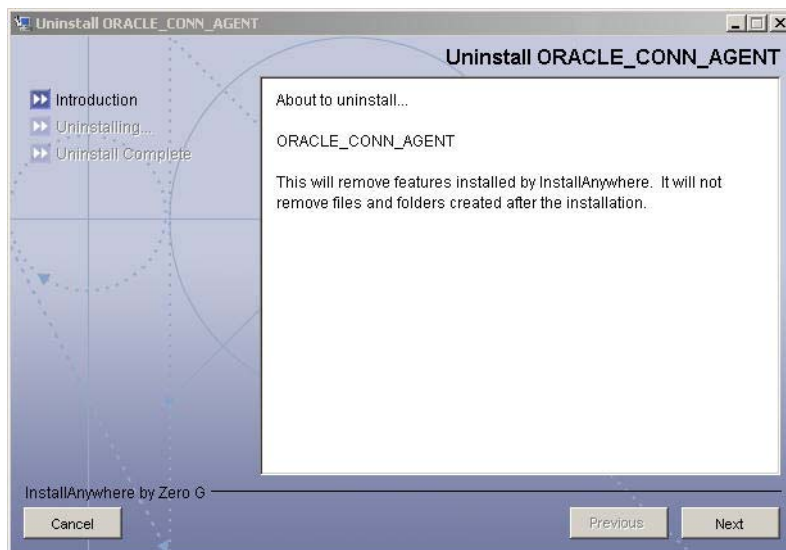 Uninstall ORACLE_CONN_AGENT
Uninstall ORACLE_CONN_AGENT
Introduction
Uninstalling...
Uninstall Complete
About to uninstall...
ORACLE_CONN_AGENT
This will remove features installed by InstallAnywhere. It will not
remove files and folders created after the installation.
InstallAnywhere by Zero G
Cancel
Previous
Next